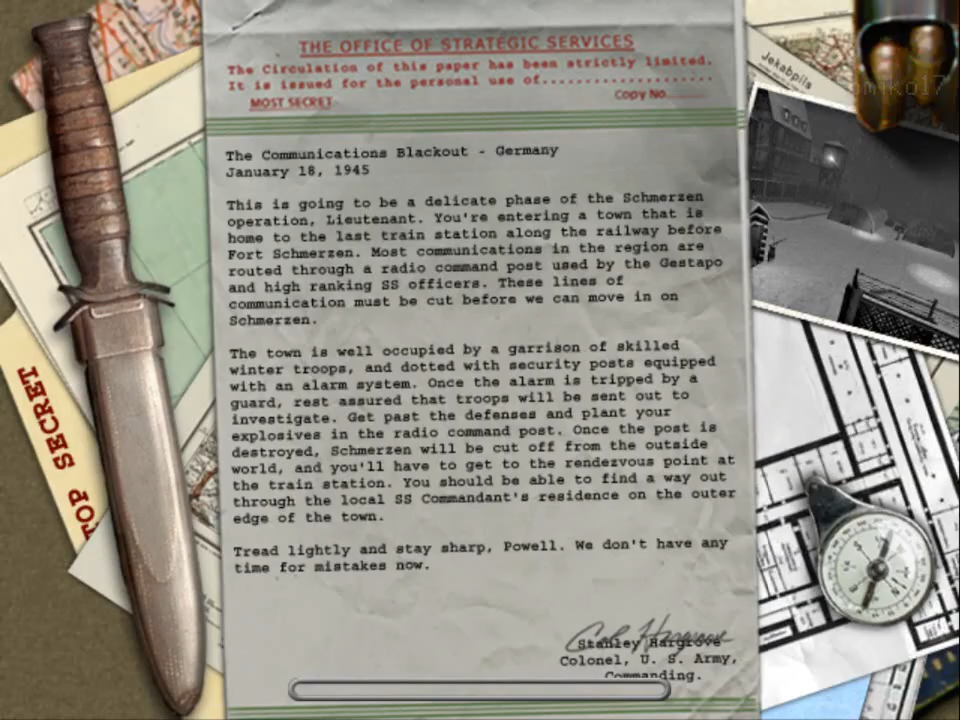 THE OFFICE OF STRATEGIC SERVICES
The Circulation of this paper has been strictly limited.
It is issued for the personal use of....................
MOST SECRET
Copy No.........
The Communications Blackout - Germany
January 18, 1945
This is going to be a delicate phase of the Schmerzen
operation, Lieutenant. You're entering a town that is
home to the last train station along the railway before
Fort Schmerzen. Most communications in the region are
routed through a radio command post used by the Gestapo
and high ranking SS officers. These lines of
communication must be cut before we can move in on
Schmerzen.
The town is well occupied by a garrison of skilled
winter troops, and dotted with security posts equipped
with an alarm system. Once the alarm is tripped by a
guard, rest assured that troops will be sent out to
investigate. Get past the defenses and plant your
explosives in the radio command post. Once the post is
destroyed, Schmerzen will be cut off from the outside
world, and you'll have to get to the rendezvous point at
the train station. You should be able to find a way out
through the local SS Commandant's residence on the outer
edge of the town.
Tread lightly and stay sharp, Powell. We don't have any
time for mistakes now.
Stanley Hargrove
Colonel, U. S. Army,
Commanding.
TOP SECRET
Jekabpils